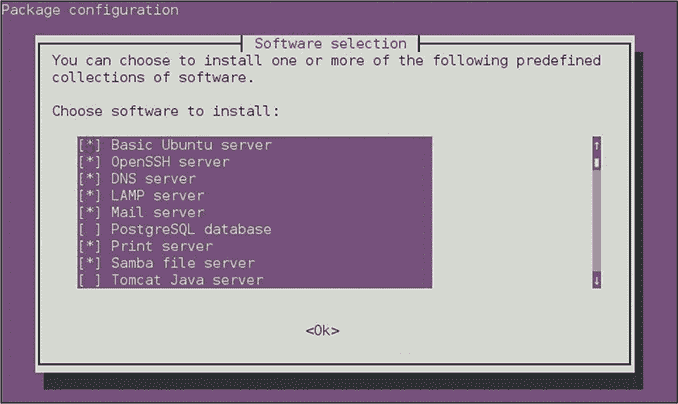 Package configuration
Software selection
You can choose to install one or more of the following predefined
collections of software.
Choose software to install:
[*] Basic Ubuntu server
[*] OpenSSH server
[*] DNS server
[*] LAMP server
[*] Mail server
[ ] PostgreSQL database
[*] Print server
[*] Samba file server
[ ] Tomcat Java server
<Ok>